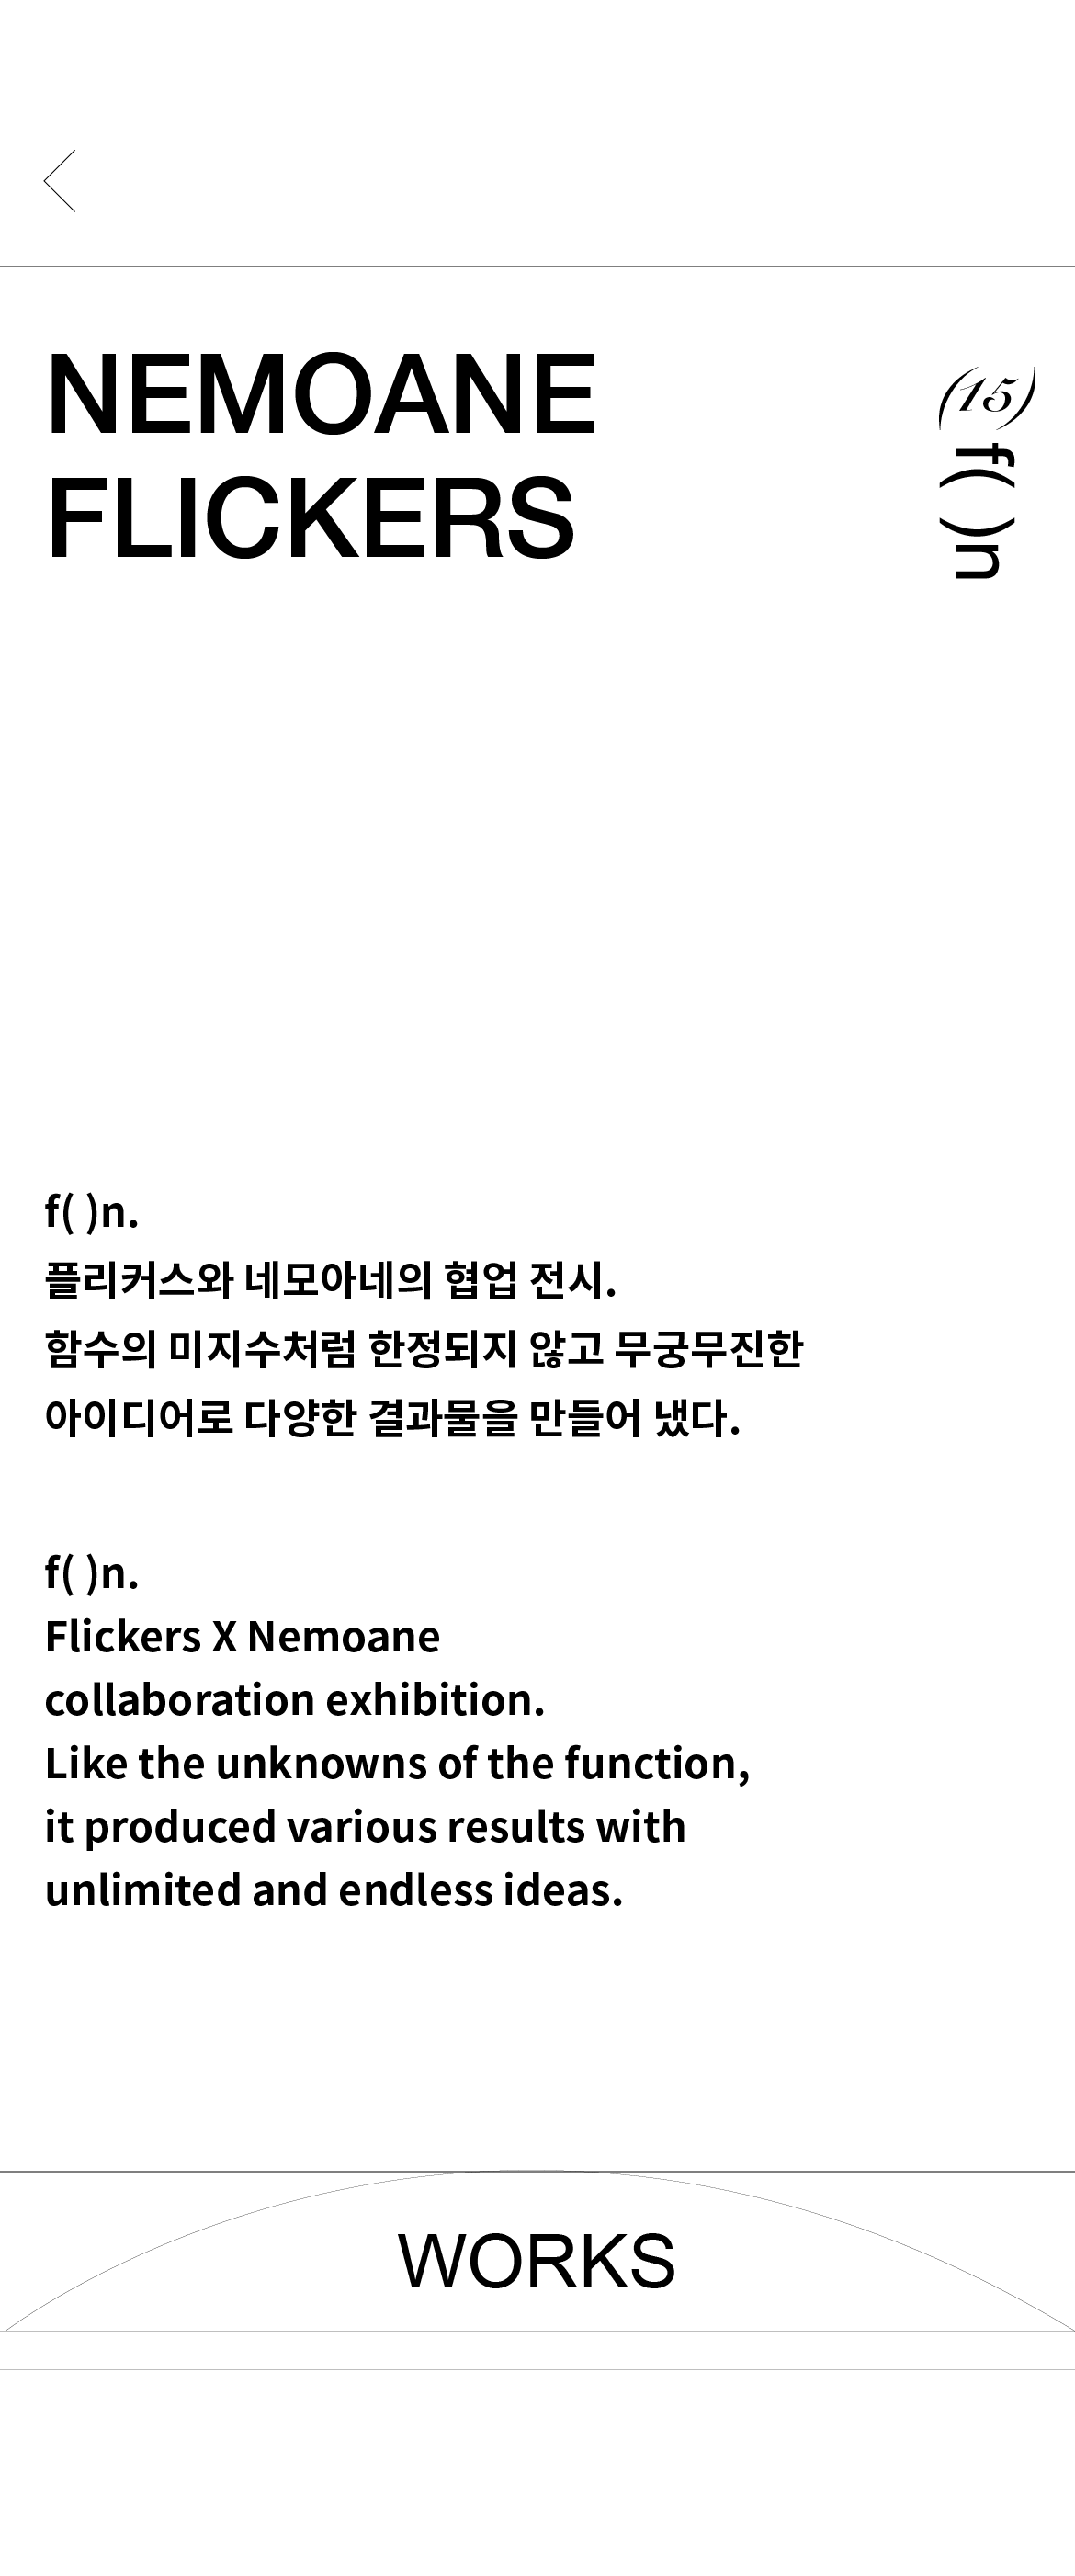 NEMOANE
FLICKERS
(15)
f( )n
f( )n.
플리커스와 네모아네의 협업 전시.
함수의 미지수처럼 한정되지 않고 무궁무진한
아이디어로 다양한 결과물을 만들어 냈다.
f( )n.
Flickers X Nemoane
collaboration exhibition.
Like the unknowns of the function,
it produced various results with
unlimited and endless ideas.
WORKS